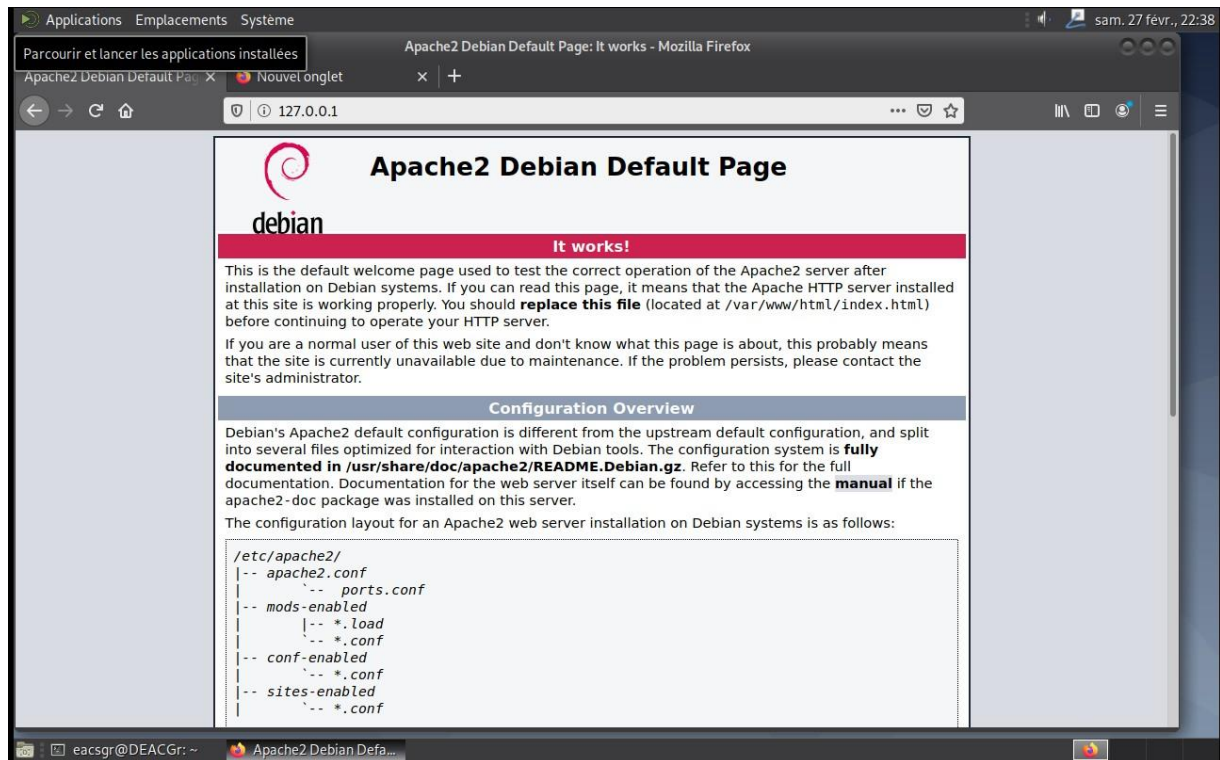 Applications Emplacements Système
sam. 27 févr., 22:38
Parcourir et lancer les applications installées
Apache2 Debian Default Page: It works - Mozilla Firefox
Apache2 Debian Default Pag
Nouvel onglet
127.0.0.1
debian
Apache2 Debian Default Page
It works!
This is the default welcome page used to test the correct operation of the Apache2 server after
installation on Debian systems. If you can read this page, it means that the Apache HTTP server installed
at this site is working properly. You should replace this file (located at /var/www/html/index.html)
before continuing to operate your HTTP server.
If you are a normal user of this web site and don't know what this page is about, this probably means
that the site is currently unavailable due to maintenance. If the problem persists, please contact the
site's administrator.
Configuration Overview
Debian's Apache2 default configuration is different from the upstream default configuration, and split
into several files optimized for interaction with Debian tools. The configuration system is fully
documented in /usr/share/doc/apache2/README.Debian.gz. Refer to this for the full
documentation. Documentation for the web server itself can be found by accessing the manual if the
apache2-doc package was installed on this server.
The configuration layout for an Apache2 web server installation on Debian systems is as follows:
/etc/apache2/
|-- apache2.conf
|       `--  ports.conf
|-- mods-enabled
|       |-- *.load
|       `-- *.conf
|-- conf-enabled
|       `-- *.conf
|-- sites-enabled
|       `-- *.conf
eacsgr@DEACGr: ~
Apache2 Debian Defa...